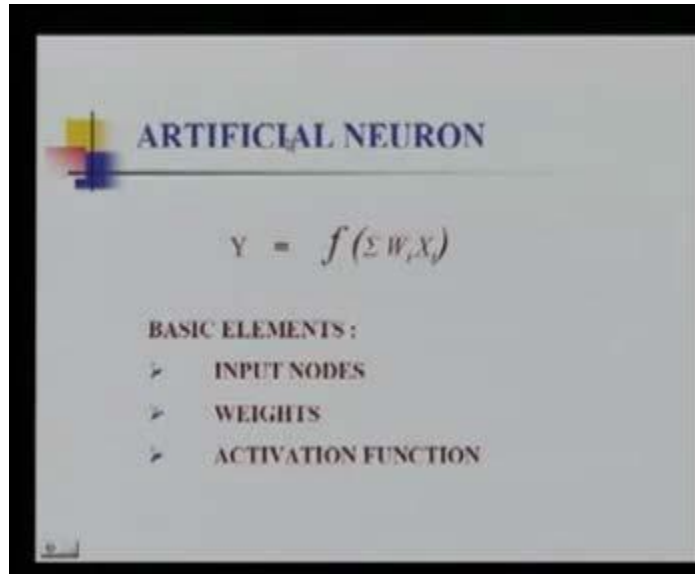 ARTIFICIAL NEURON
Y = f(Σ WᵢXᵢ)
BASIC ELEMENTS :
INPUT NODES
WEIGHTS
ACTIVATION FUNCTION